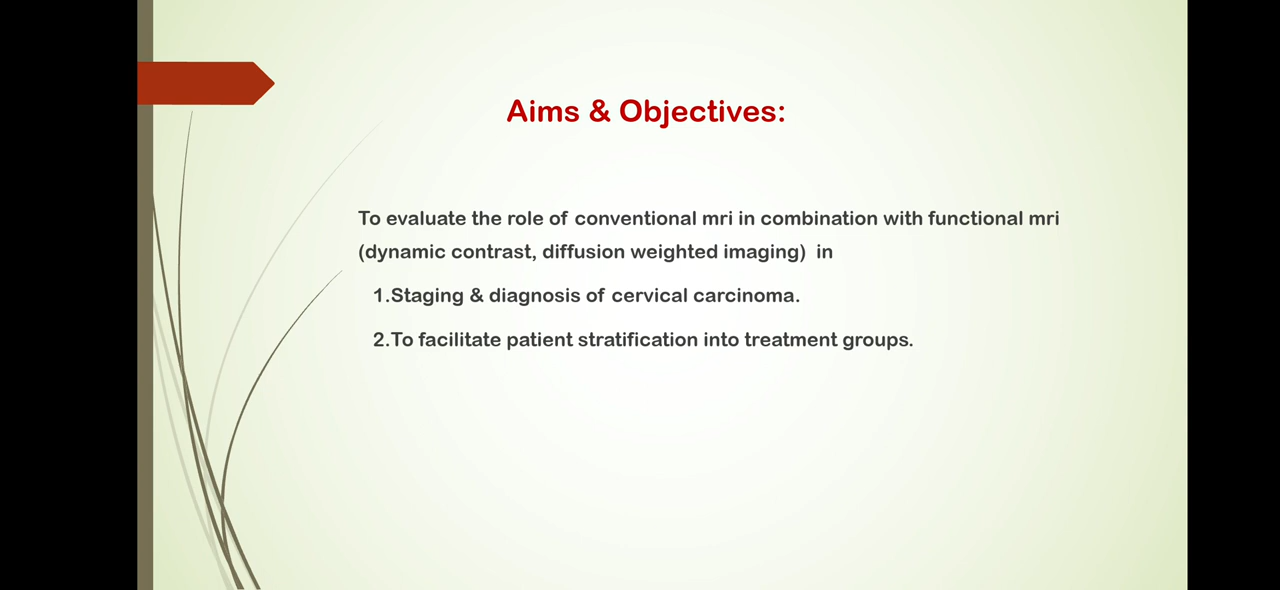 Aims & Objectives:
To evaluate the role of conventional mri in combination with functional mri
(dynamic contrast, diffusion weighted imaging)  in
1.Staging & diagnosis of cervical carcinoma.
2.To facilitate patient stratification into treatment groups.